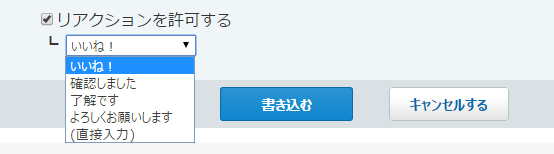 リアクションを許可する
いいね！
いいね！
確認しました
了解です
よろしくお願いします
(直接入力)
書き込む
キャンセルする